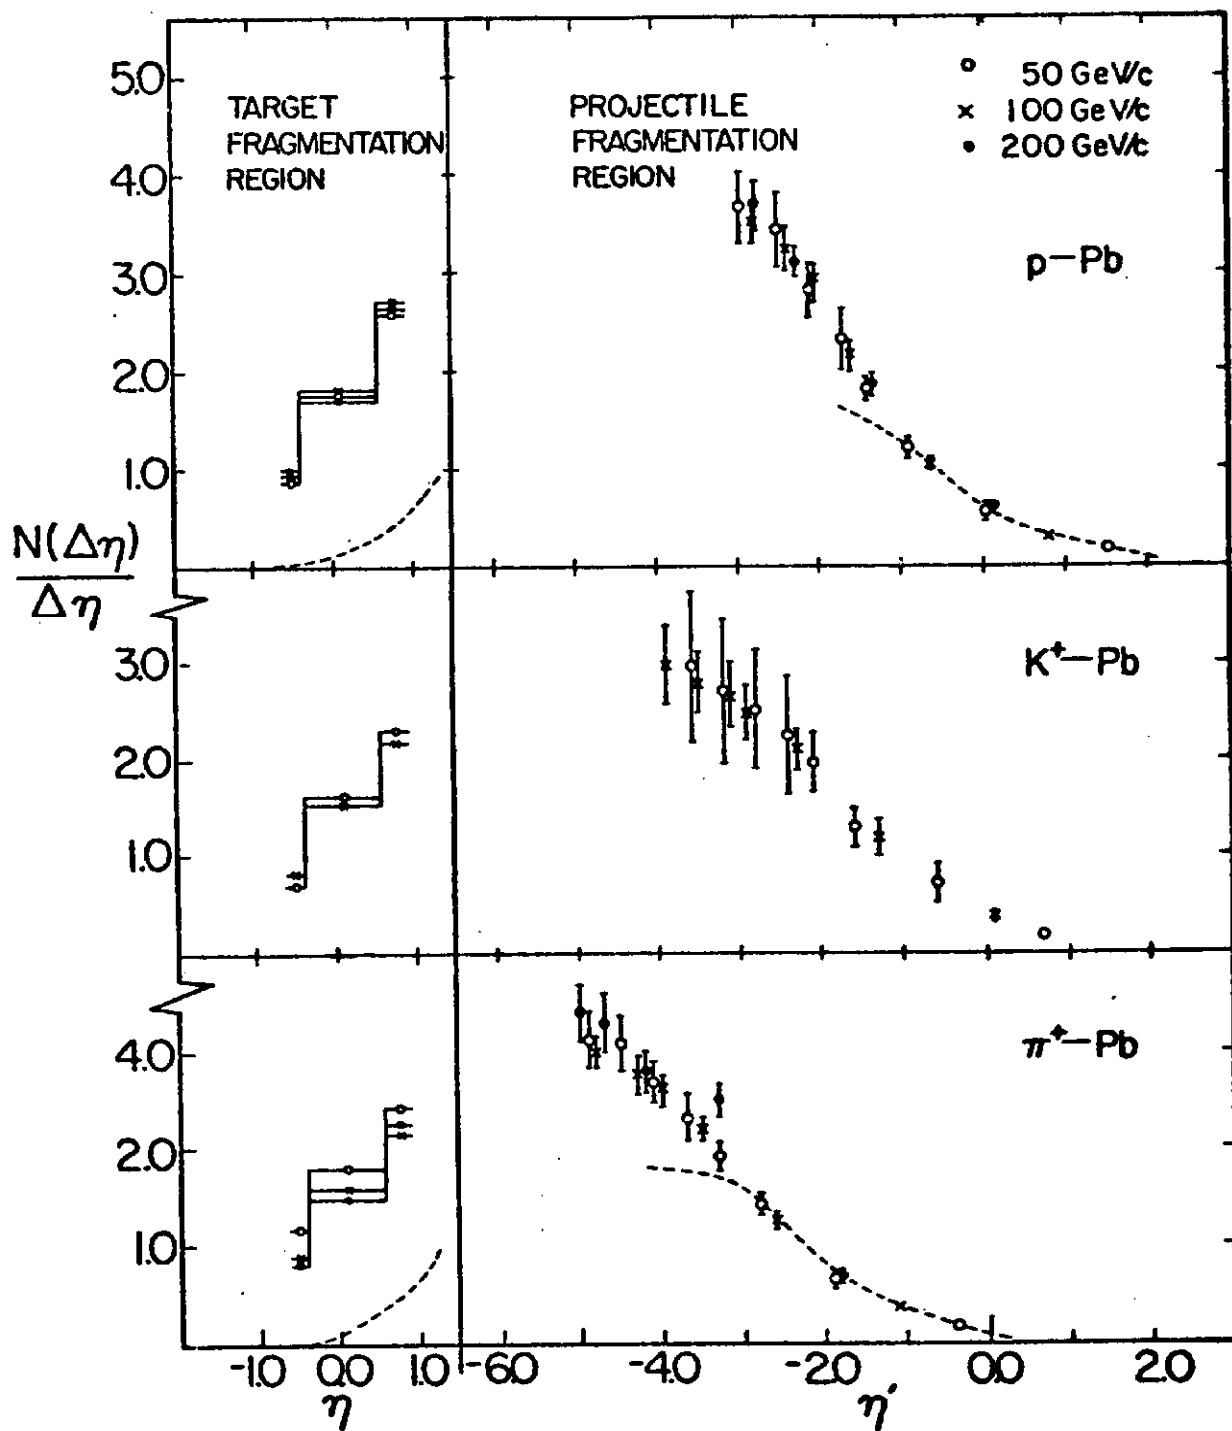 5.0
4.0
3.0
2.0
1.0
TARGET
FRAGMENTATION
REGION
PROJECTILE
FRAGMENTATION
REGION
o 50 GeV/c
x 100 GeV/c
• 200 GeV/c
p-Pb
N(Δη)
Δη
3.0
2.0
1.0
K⁺-Pb
4.0
2.0
1.0
π⁺-Pb
-1.0 0.0 1.0 -6.0 -4.0 -2.0 0.0 2.0
η η′